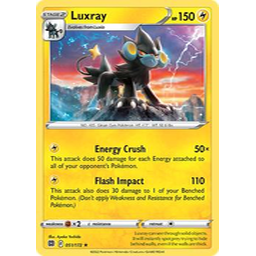 STAGE 2
Luxray
HP 150
NO. 405 Gleam Eyes Pokémon HT: 4'7" WT: 92.6 lbs.
Energy Crush 50×
This attack does 50 damage for each Energy attached to
all of your opponent's Pokémon.
Flash Impact 110
This attack also does 30 damage to 1 of your Benched
Pokémon. (Don't apply Weakness and Resistance for Benched
Pokémon.)
weakness ×2 resistance retreat
051/172
Luxray can see through solid objects.
It will instantly spot prey trying to hide
behind walls, even if the walls are thick.